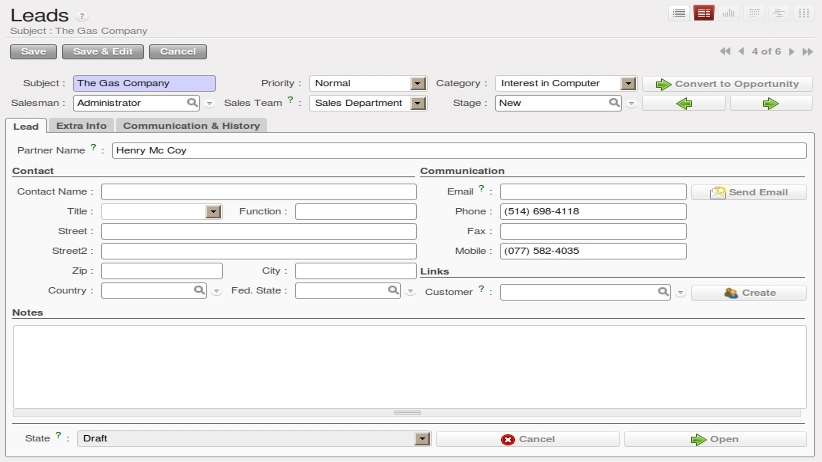 Leads ?
Subject : The Gas Company
Save Save & Edit Cancel 4 of 6
Subject : The Gas Company Priority : Normal Category : Interest in Computer Convert to Opportunity
Salesman : Administrator Sales Team ? : Sales Department Stage : New
Lead Extra Info Communication & History
Partner Name ? : Henry Mc Coy
Contact Communication
Contact Name : Email ? : Send Email
Title : Function : Phone : (514) 698-4118
Street : Fax :
Street2 : Mobile : (077) 582-4035
Zip : City : Links
Country : Fed. State : Customer ? : Create
Notes
State ? : Draft Cancel Open